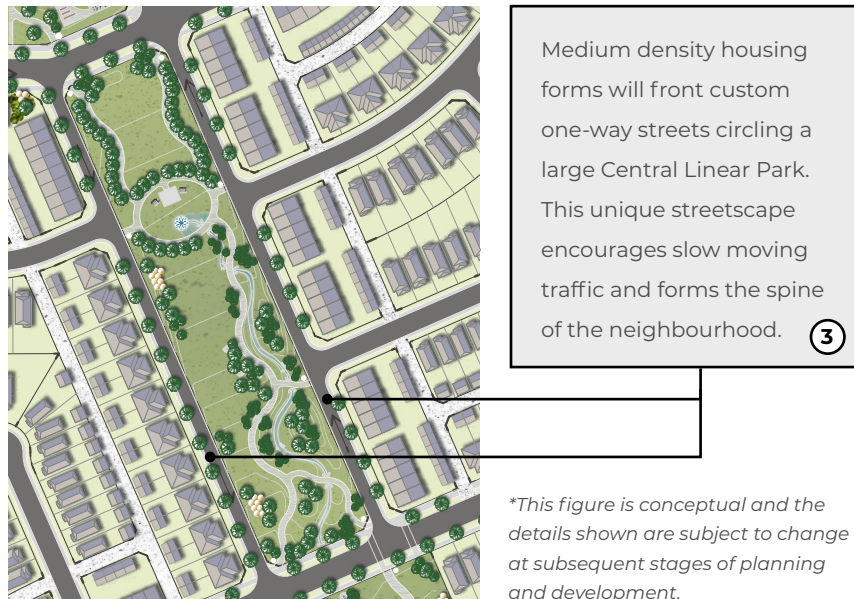 Medium density housing
forms will front custom
one-way streets circling a
large Central Linear Park.
This unique streetscape
encourages slow moving
traffic and forms the spine
of the neighbourhood.
3
*This figure is conceptual and the
details shown are subject to change
at subsequent stages of planning
and development.